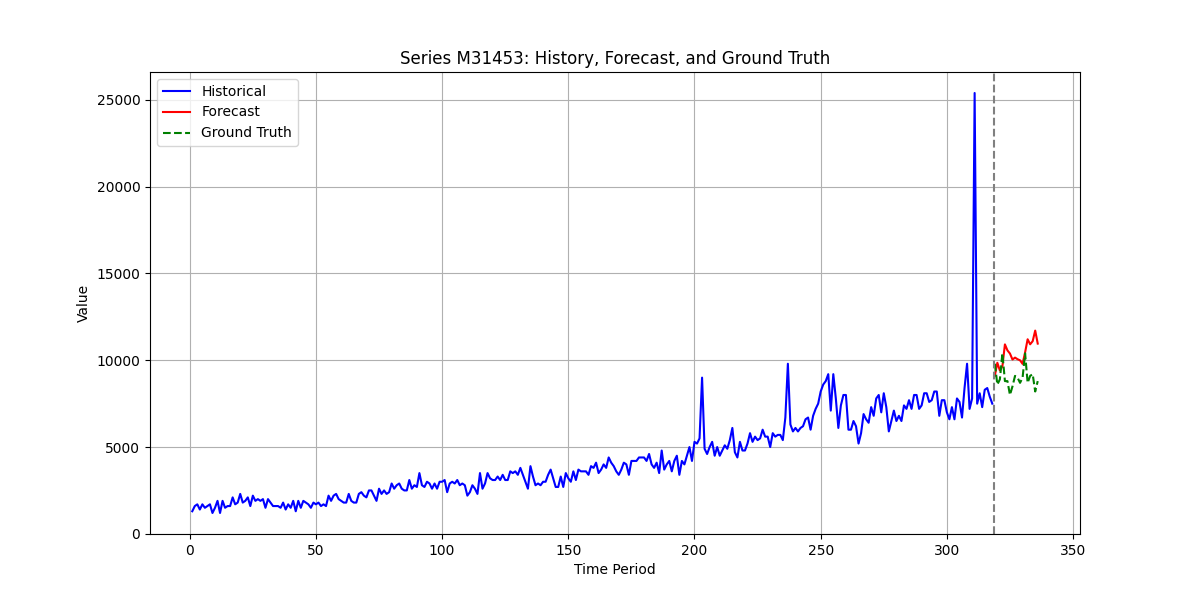 Series M31453: History, Forecast, and Ground Truth
Historical
Forecast
Ground Truth
25000
20000
15000
10000
5000
0
Value
0 50 100 150 200 250 300 350
Time Period